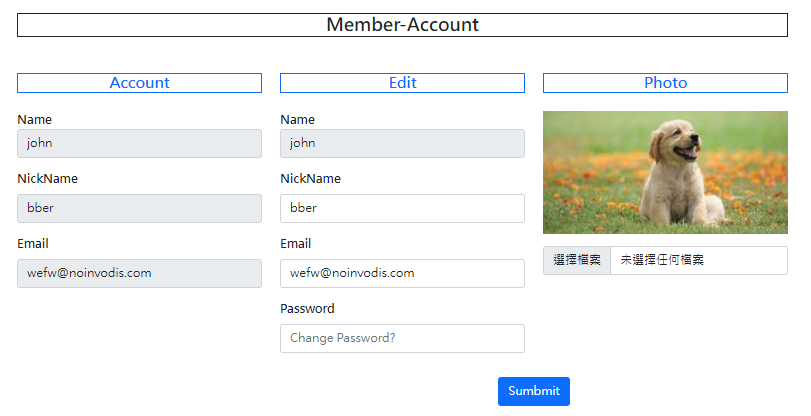 Member-Account
Account
Name
john
NickName
bber
Email
wefw@noinvodis.com
Edit
Name
john
NickName
bber
Email
wefw@noinvodis.com
Password
Change Password?
Photo
選擇檔案 未選擇任何檔案
Sumbmit